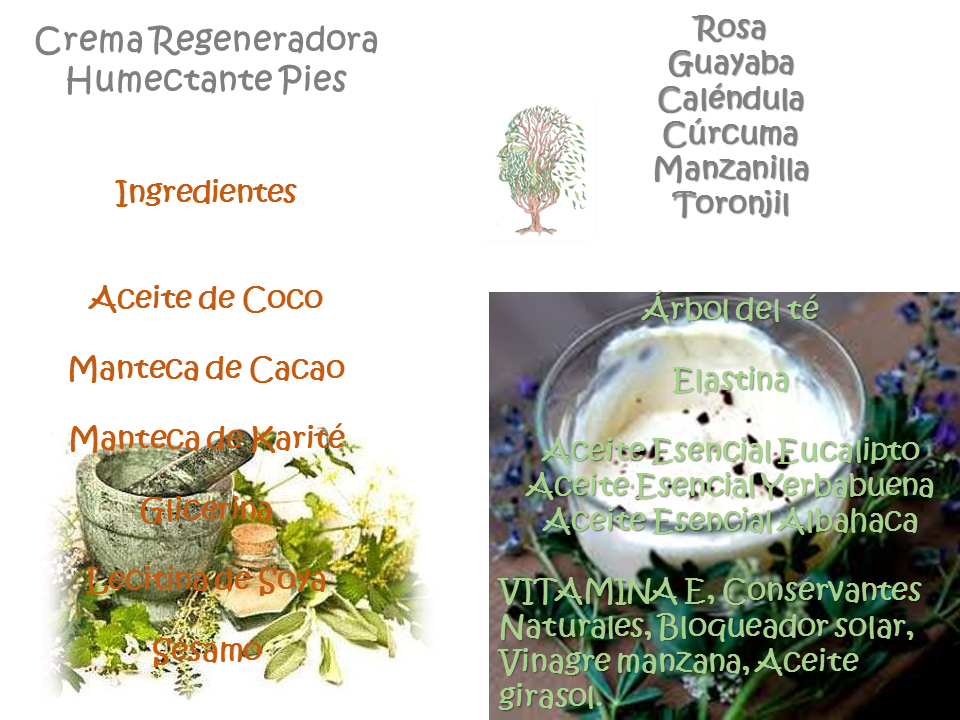 Crema Regeneradora
Humectante Pies
Ingredientes
Aceite de Coco
Manteca de Cacao
Manteca de Karité
Glicerina
Lecitina de Soya
Sésamo
Rosa
Guayaba
Caléndula
Cúrcuma
Manzanilla
Toronjil
Árbol del té
Elastina
Aceite Esencial Eucalipto
Aceite Esencial Yerbabuena
Aceite Esencial Albahaca
VITAMINA E, Conservantes
Naturales, Bloqueador solar,
Vinagre manzana, Aceite
girasol.